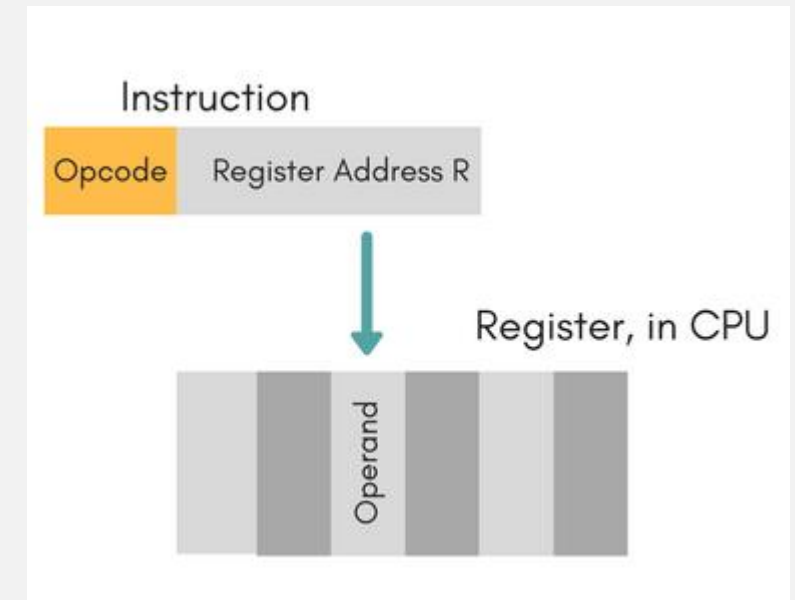 Instruction
Opcode
Register Address R
Register, in CPU
Operand